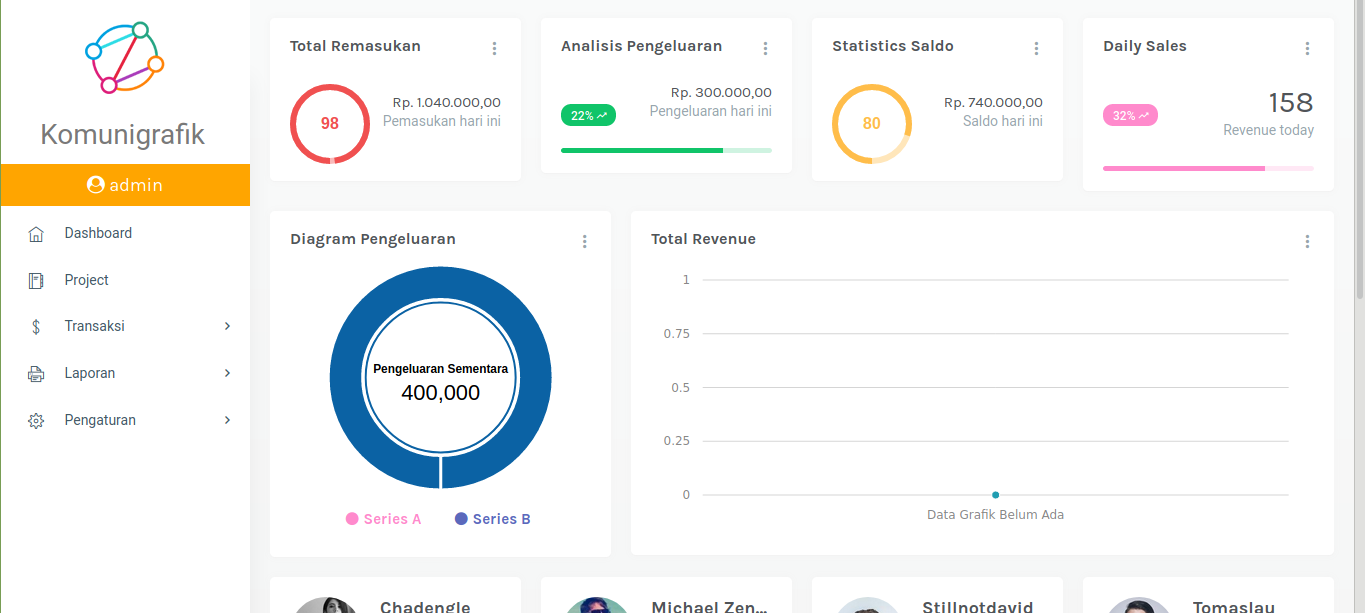 Komunigrafik
admin
Dashboard
Project
Transaksi
Laporan
Pengaturan
Total Remasukan
98
Rp. 1.040.000,00
Pemasukan hari ini
Analisis Pengeluaran
22%
Rp. 300.000,00
Pengeluaran hari ini
Statistics Saldo
80
Rp. 740.000,00
Saldo hari ini
Daily Sales
32%
158
Revenue today
Diagram Pengeluaran
Pengeluaran Sementara
400,000
Series A
Series B
Total Revenue
1
0.75
0.5
0.25
0
Data Grafik Belum Ada
Chadengle
Michael Zen...
Stillnotdavid
Tomaslau